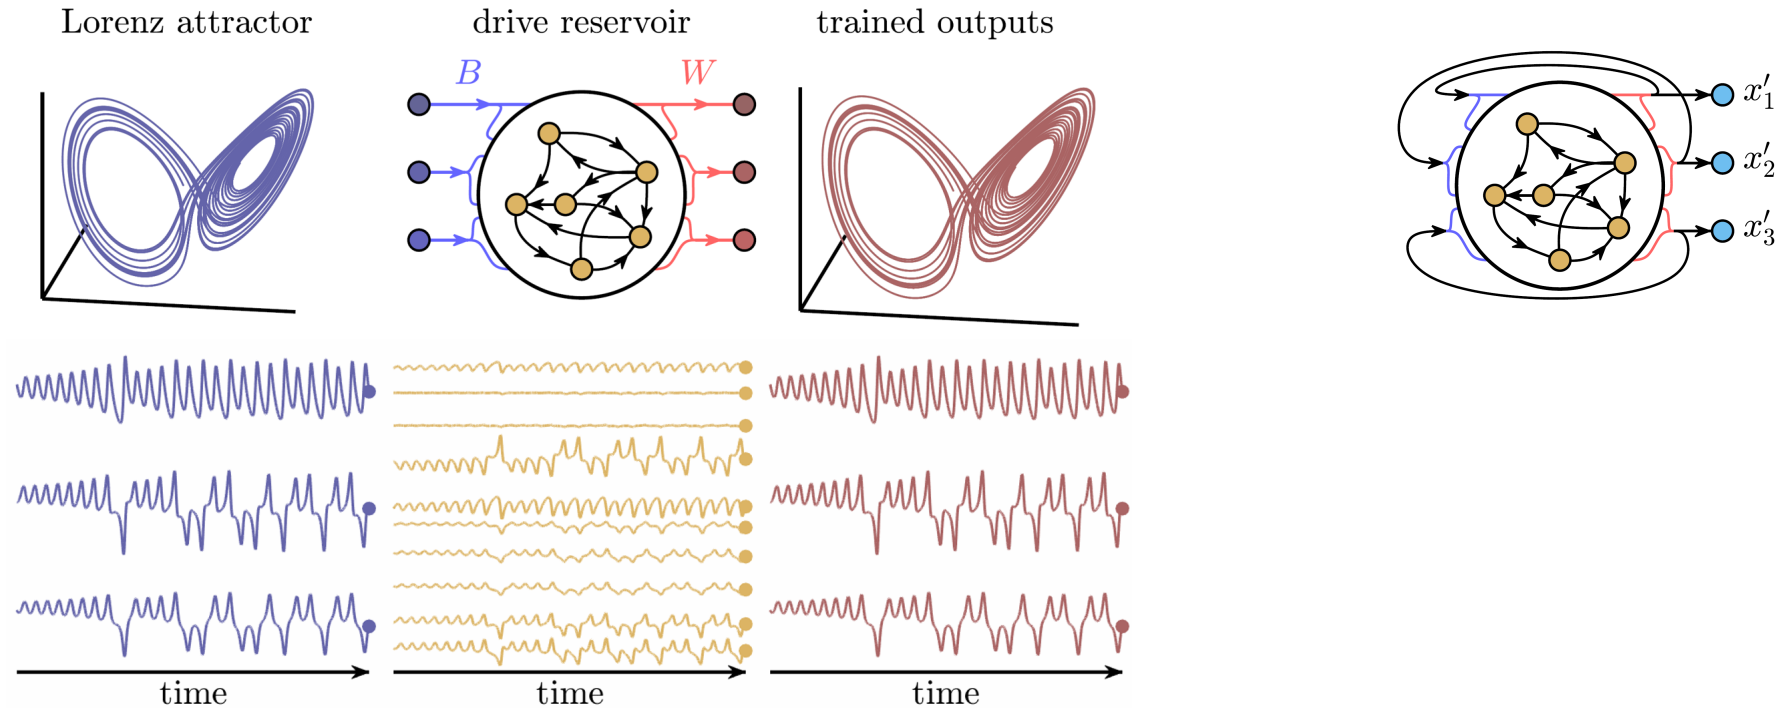 Lorenz attractor
drive reservoir
trained outputs
B
W
x′₁
x′₂
x′₃
time
time
time